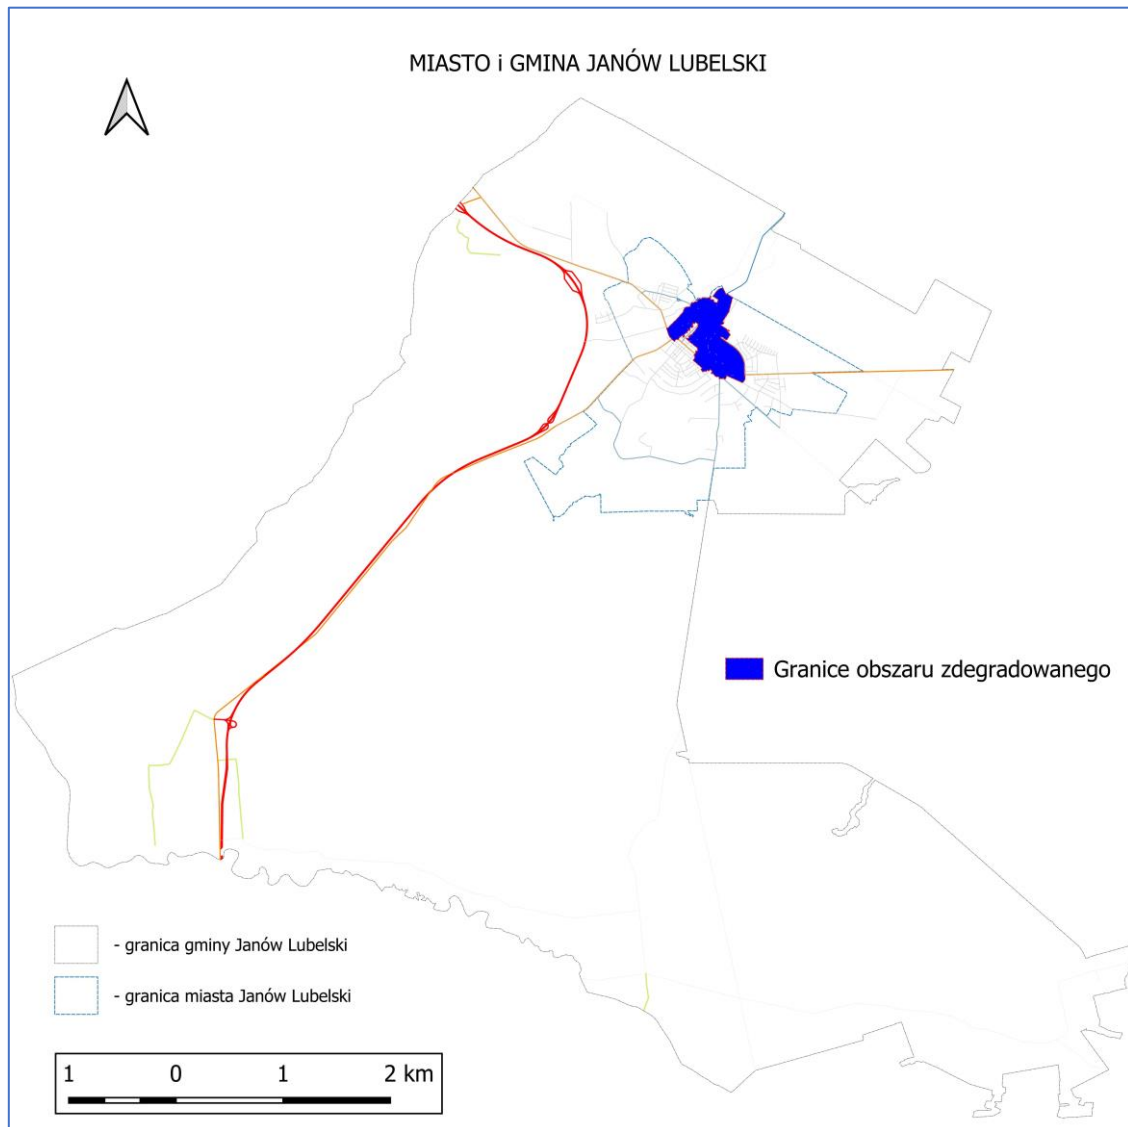 MIASTO i GMINA JANÓW LUBELSKI
Granice obszaru zdegradowanego
- granica gminy Janów Lubelski
- granica miasta Janów Lubelski
1 0 1 2 km